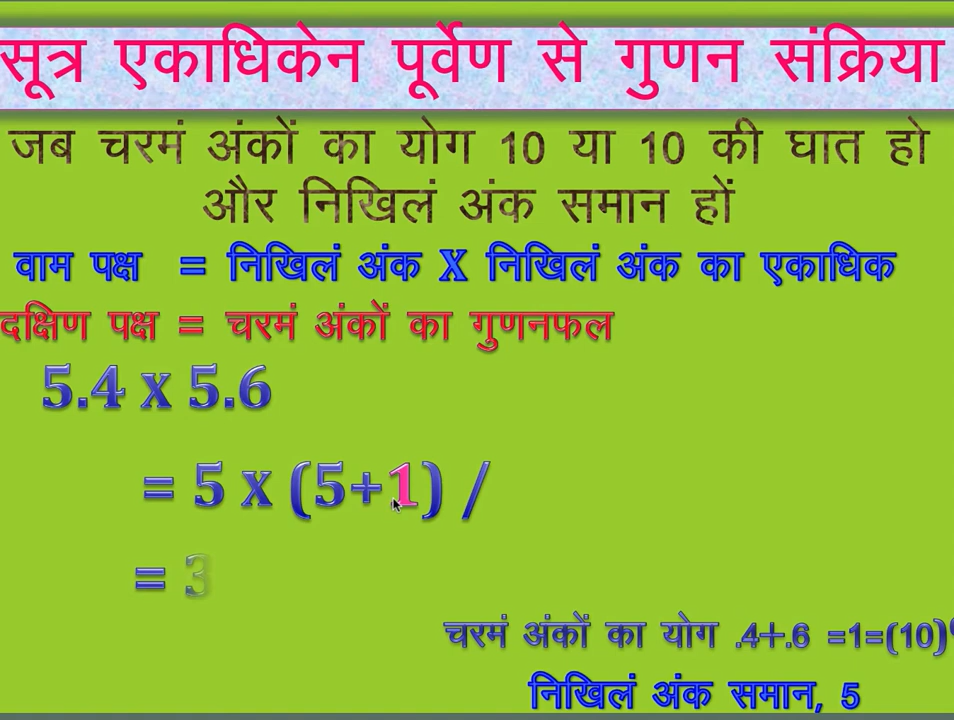 सूत्र एकाधिकेन पूर्वेण से गुणन संक्रिया
जब चरमं अंकों का योग 10 या 10 की घात हो
और निखिलं अंक समान हों
वाम पक्ष = निखिलं अंक X निखिलं अंक का एकाधिक
दक्षिण पक्ष = चरमं अंकों का गुणनफल
5.4 x 5.6
= 5 x (5+1) /
= 3
चरमं अंकों का योग .4+.6 =1=(10)
निखिलं अंक समान, 5